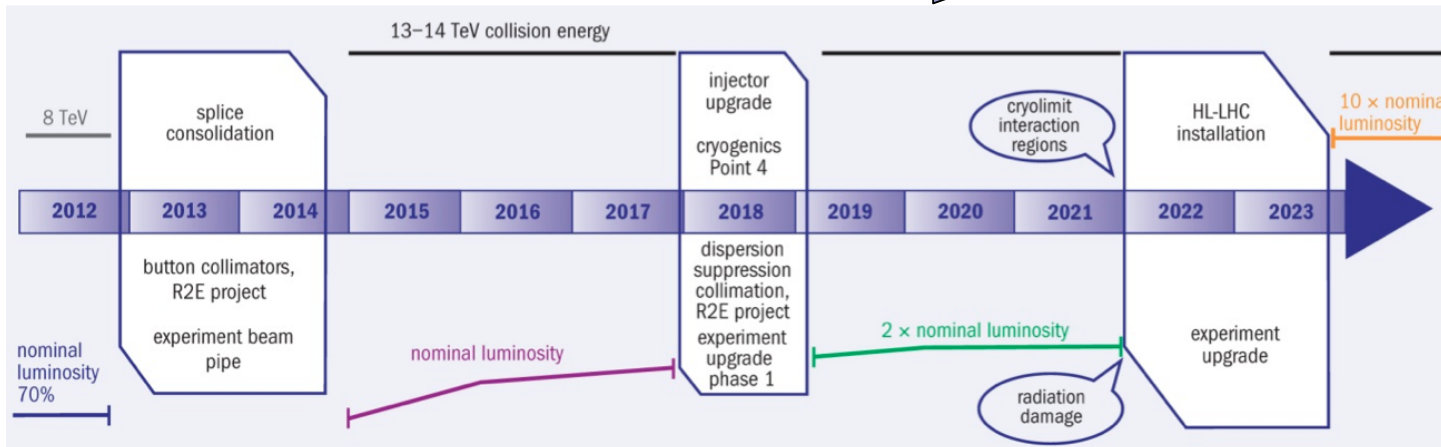 13–14 TeV collision energy
8 TeV
splice
consolidation
injector
upgrade
cryogenics
Point 4
cryolimit
interaction
regions
HL-LHC
installation
10 × nomina
luminosity
2012
2013
2014
2015
2016
2017
2018
2019
2020
2021
2022
2023
button collimators,
R2E project
experiment beam
pipe
nominal
luminosity
70%
nominal luminosity
dispersion
suppression
collimation,
R2E project
experiment
upgrade
phase 1
2 × nominal luminosity
radiation
damage
experiment
upgrade